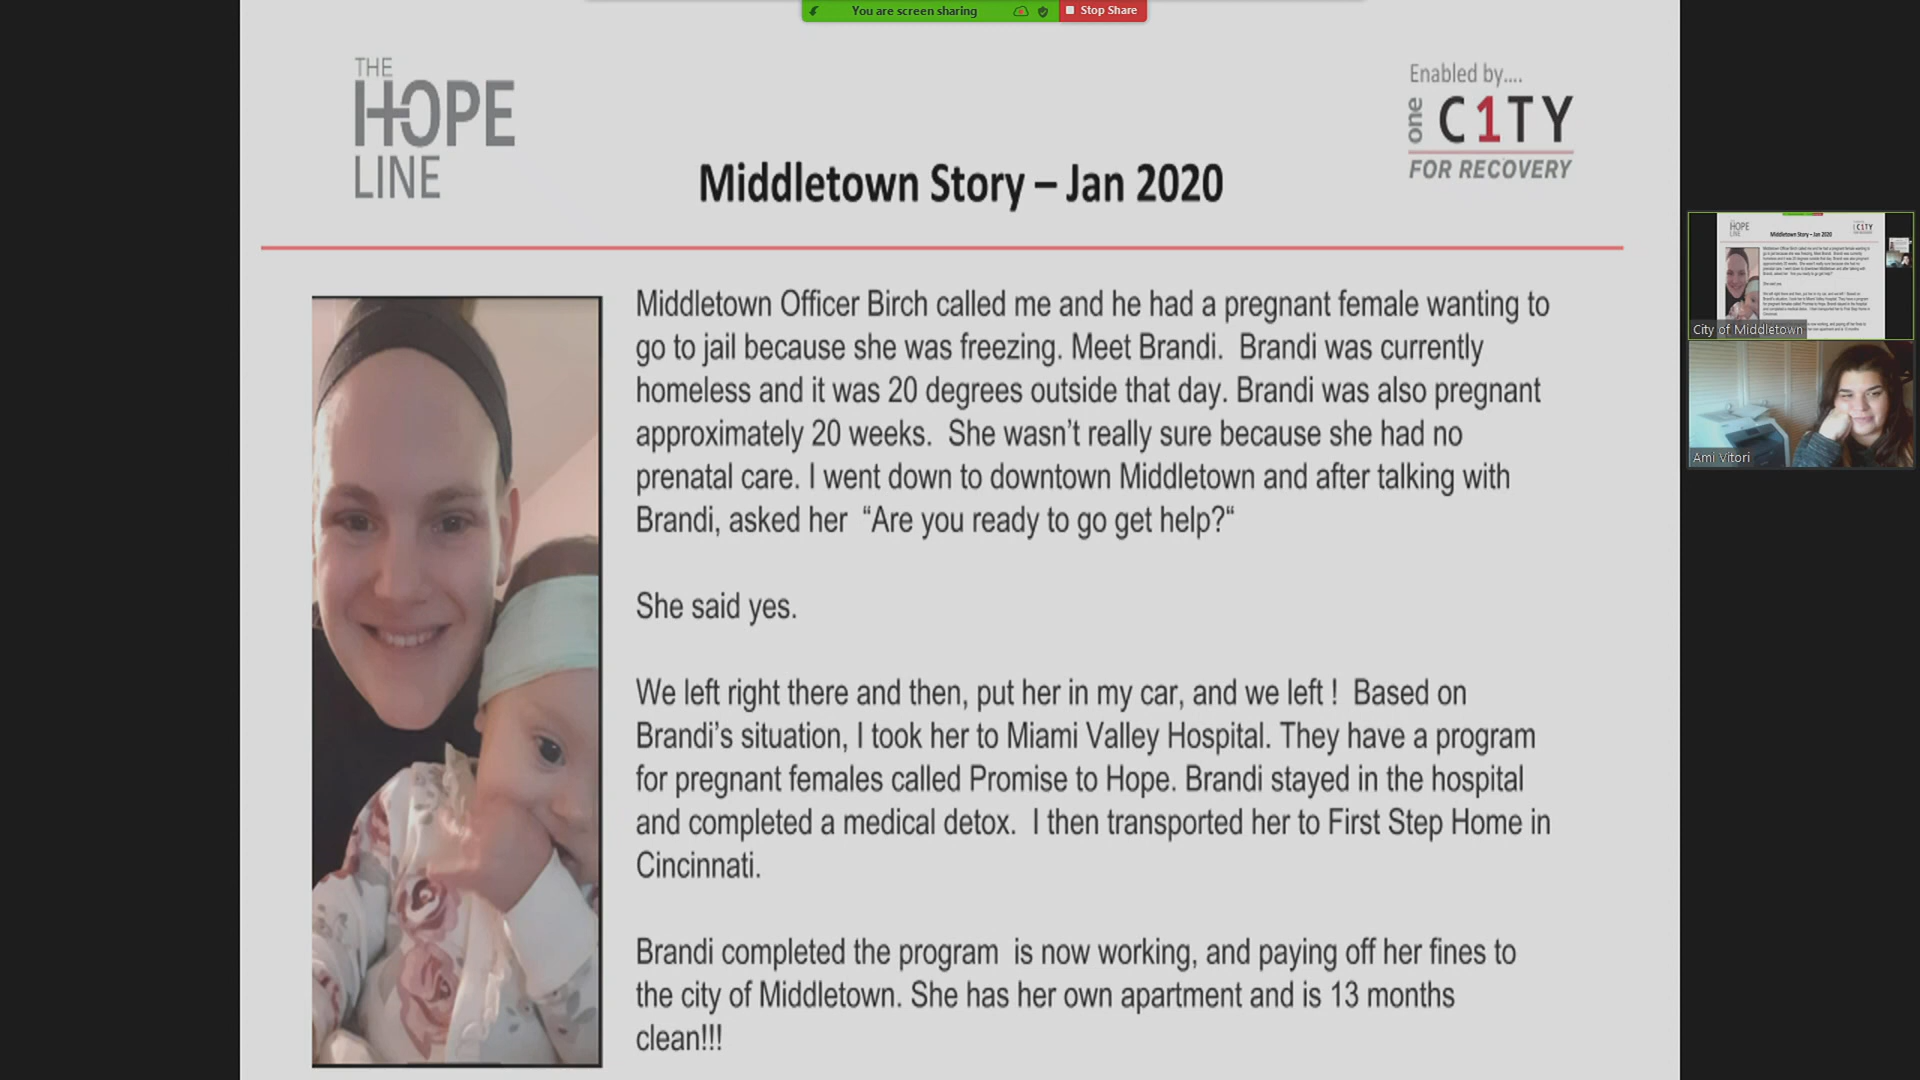 You are screen sharing
Stop Share
THE
HOPE
LINE
Enabled by....
one C1TY
FOR RECOVERY
Middletown Story – Jan 2020
Middletown Officer Birch called me and he had a pregnant female wanting to
go to jail because she was freezing. Meet Brandi.  Brandi was currently
homeless and it was 20 degrees outside that day. Brandi was also pregnant
approximately 20 weeks.  She wasn’t really sure because she had no
prenatal care. I went down to downtown Middletown and after talking with
Brandi, asked her  “Are you ready to go get help?“
She said yes.
We left right there and then, put her in my car, and we left !  Based on
Brandi’s situation, I took her to Miami Valley Hospital. They have a program
for pregnant females called Promise to Hope. Brandi stayed in the hospital
and completed a medical detox.  I then transported her to First Step Home in
Cincinnati.
Brandi completed the program  is now working, and paying off her fines to
the city of Middletown. She has her own apartment and is 13 months
clean!!!
City of Middletown
Ami Vitori